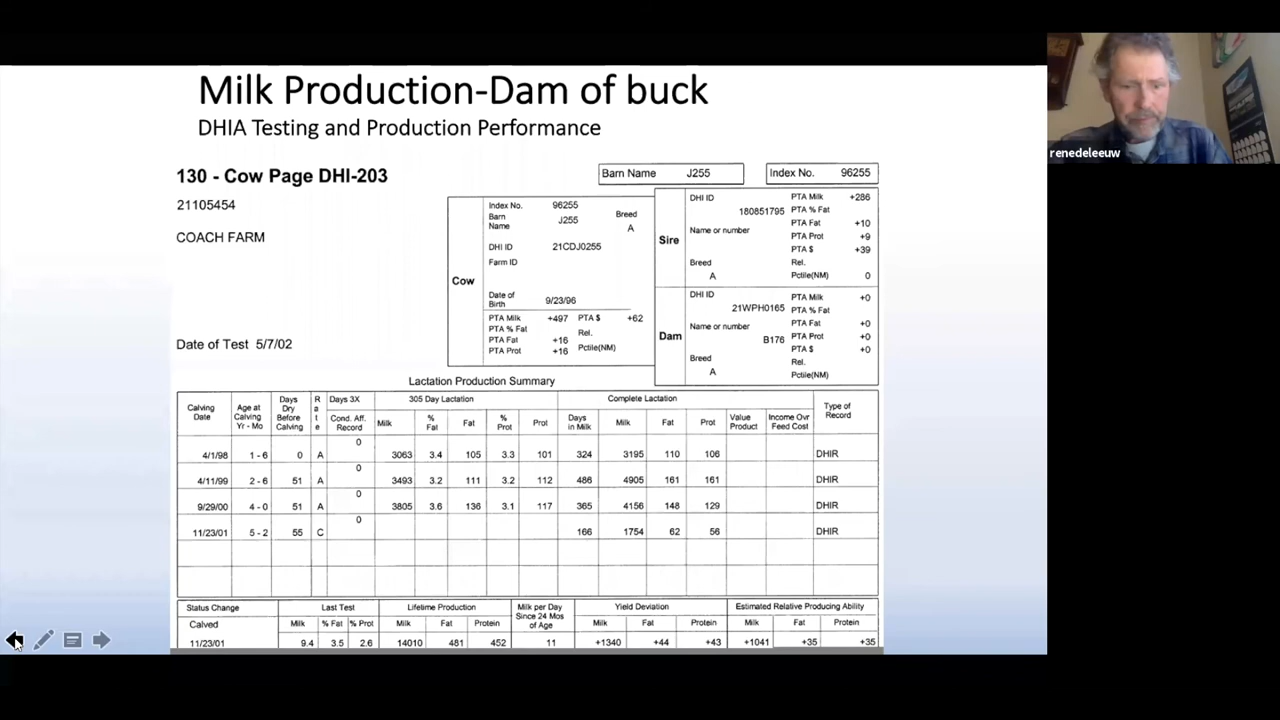 Milk Production-Dam of buck
DHIA Testing and Production Performance
renedeleeuw
130 - Cow Page DHI-203
Barn Name J255
Index No. 96255
21105454
COACH FARM
Date of Test 5/7/02
Cow
Index No. 96255
Barn Name J255
Breed A
DHI ID 21CDJ0255
Farm ID
Date of Birth 9/23/96
PTA Milk +497 PTA $ +62
PTA % Fat Rel.
PTA Fat +16 Pctile(NM)
PTA Prot +16
Sire
DHI ID 180851795
Name or number
Breed A
PTA Milk +286
PTA % Fat
PTA Fat +10
PTA Prot +9
PTA $ +39
Rel.
Pctile(NM) 0
Dam
DHI ID 21WPH0165
Name or number B176
Breed A
PTA Milk +0
PTA % Fat
PTA Fat +0
PTA Prot +0
PTA $ +0
Rel.
Pctile(NM)
Lactation Production Summary
Calving Date Age at Calving Yr - Mo Days Dry Before Calving Rate Days 3X Cond. Aff. Record 305 Day Lactation Complete Lactation Value Product Income Ovr Feed Cost Type of Record
Milk % Fat Fat % Prot Prot Days in Milk Milk Fat Prot
0
4/1/98 1 - 6 0 A 3063 3.4 105 3.3 101 324 3195 110 106 DHIR
0
4/11/99 2 - 6 51 A 3493 3.2 111 3.2 112 486 4905 161 161 DHIR
0
9/29/00 4 - 0 51 A 3805 3.6 136 3.1 117 365 4156 148 129 DHIR
0
11/23/01 5 - 2 55 C 166 1754 62 56 DHIR
Status Change Last Test Lifetime Production Milk per Day Since 24 Mos of Age Yield Deviation Estimated Relative Producing Ability
Calved Milk % Fat % Prot Milk Fat Protein Milk Fat Protein Milk Fat Protein
11/23/01 9.4 3.5 2.6 14010 481 452 11 +1340 +44 +43 +1041 +35 +35